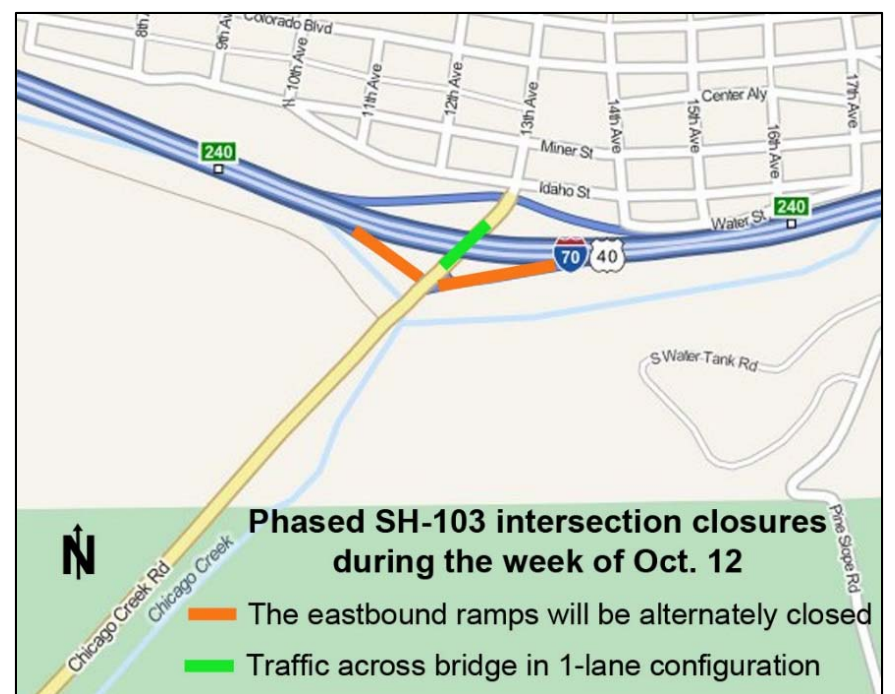 Colorado Blvd
8th Av
9th Av
N 10th Ave
11th Ave
12th Ave
13th Ave
14th Ave
15th Ave
16th Ave
17th Ave
Center Aly
Miner St
Idaho St
Water St
240
240
70
40
S Water Tank Rd
Pine Slope Rd
Chicago Creek Rd
Chicago Creek
N
Phased SH-103 intersection closures
during the week of Oct. 12
The eastbound ramps will be alternately closed
Traffic across bridge in 1-lane configuration